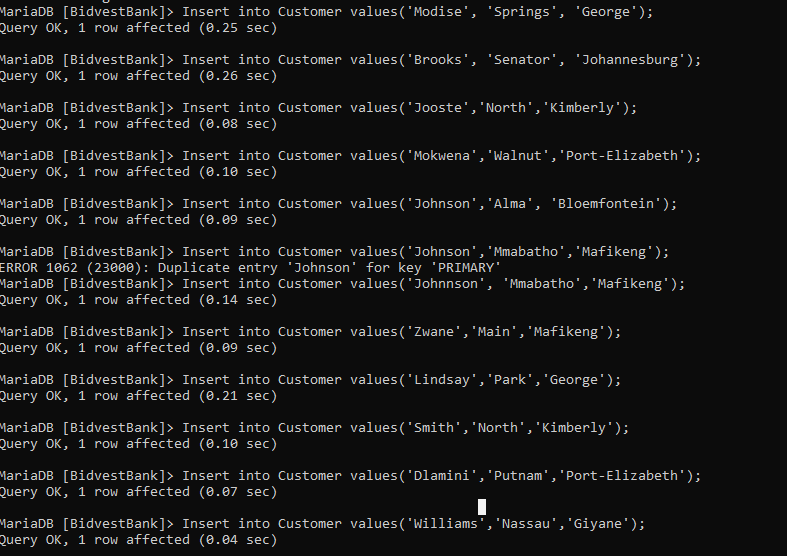 MariaDB [BidvestBank]> Insert into Customer values('Modise', 'Springs', 'George');
Query OK, 1 row affected (0.25 sec)
MariaDB [BidvestBank]> Insert into Customer values('Brooks', 'Senator', 'Johannesburg');
Query OK, 1 row affected (0.26 sec)
MariaDB [BidvestBank]> Insert into Customer values('Jooste','North','Kimberly');
Query OK, 1 row affected (0.08 sec)
MariaDB [BidvestBank]> Insert into Customer values('Mokwena','Walnut','Port-Elizabeth');
Query OK, 1 row affected (0.10 sec)
MariaDB [BidvestBank]> Insert into Customer values('Johnson','Alma', 'Bloemfontein');
Query OK, 1 row affected (0.09 sec)
MariaDB [BidvestBank]> Insert into Customer values('Johnson','Mmabatho','Mafikeng');
ERROR 1062 (23000): Duplicate entry 'Johnson' for key 'PRIMARY'
MariaDB [BidvestBank]> Insert into Customer values('Johnnson', 'Mmabatho','Mafikeng');
Query OK, 1 row affected (0.14 sec)
MariaDB [BidvestBank]> Insert into Customer values('Zwane','Main','Mafikeng');
Query OK, 1 row affected (0.09 sec)
MariaDB [BidvestBank]> Insert into Customer values('Lindsay','Park','George');
Query OK, 1 row affected (0.21 sec)
MariaDB [BidvestBank]> Insert into Customer values('Smith','North','Kimberly');
Query OK, 1 row affected (0.10 sec)
MariaDB [BidvestBank]> Insert into Customer values('Dlamini','Putnam','Port-Elizabeth');
Query OK, 1 row affected (0.07 sec)
MariaDB [BidvestBank]> Insert into Customer values('Williams','Nassau','Giyane');
Query OK, 1 row affected (0.04 sec)